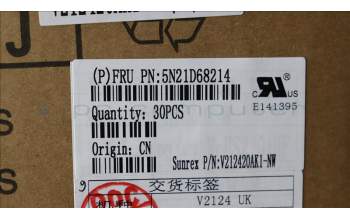 (P)FRU PN:5N21D68214
Quantity: 30PCS
C US
E141395
Origin: CN
Sunrex P/N:V212420AK1-NW
交货标签
V2124 UK